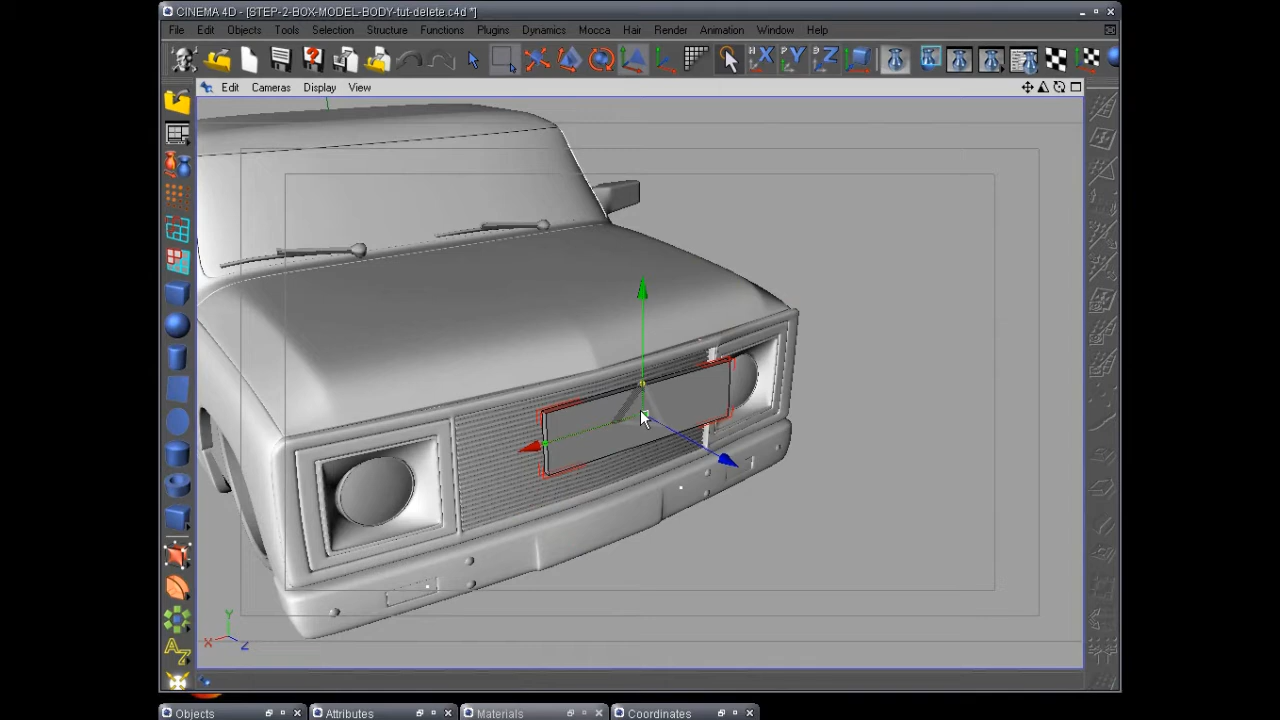 CINEMA 4D - [STEP-2-BOX-MODEL-BODY-tut-delete.c4d *]
File Edit Objects Tools Selection Structure Functions Plugins Dynamics Mocca Hair Render Animation Window Help
X Y Z
Edit Cameras Display View
Y
X Z
Objects Attributes Materials Coordinates